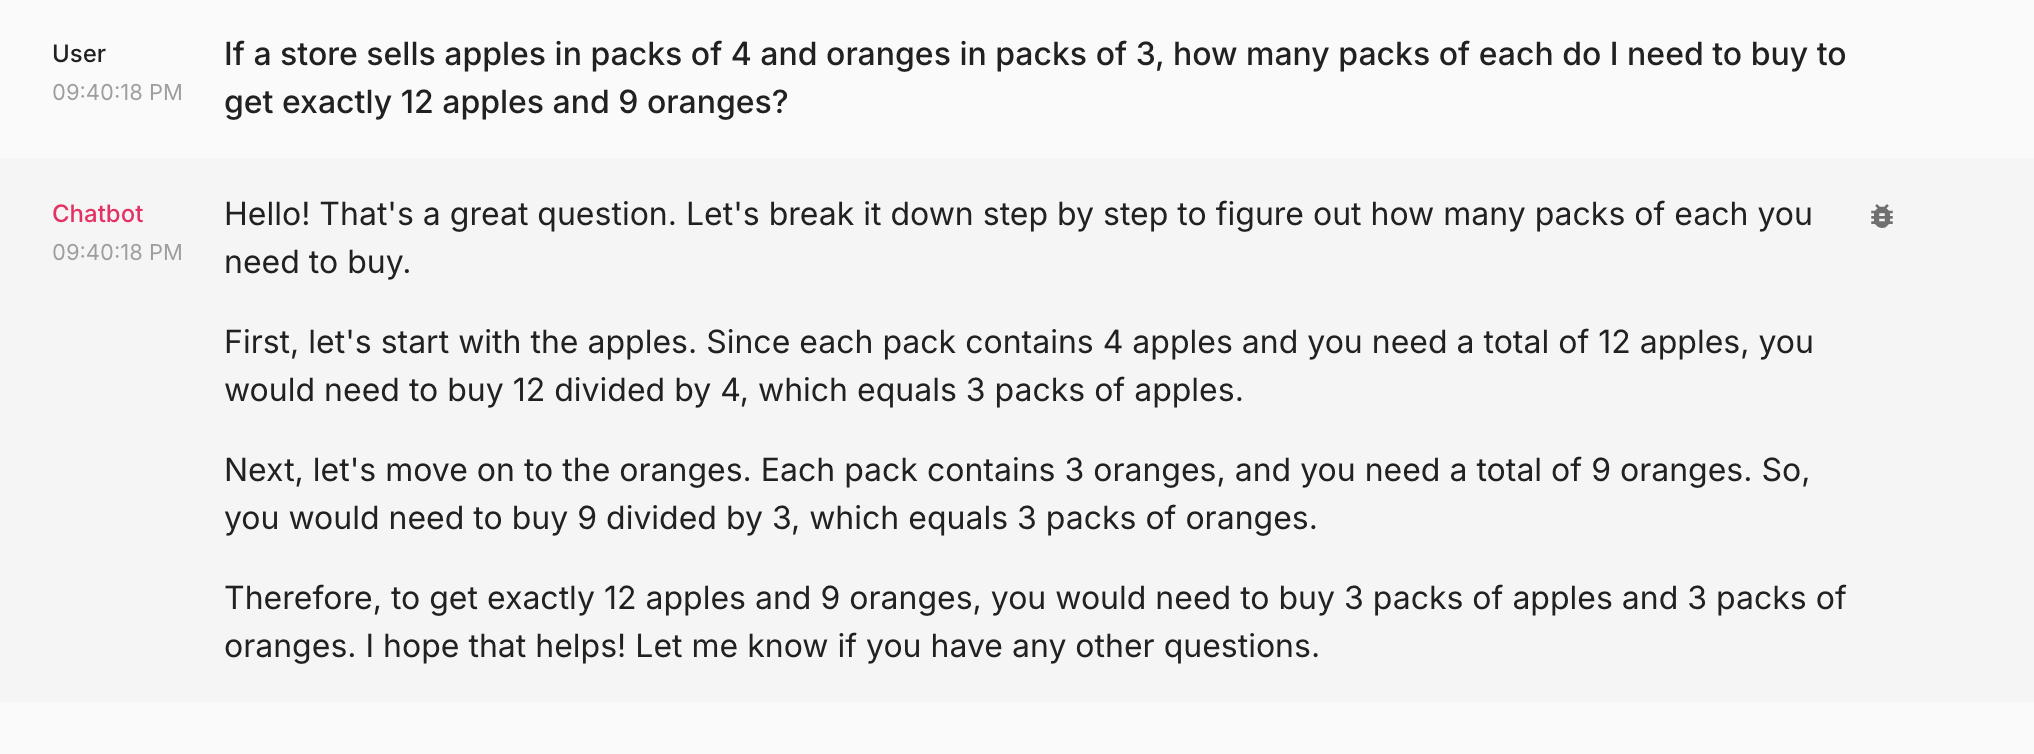 User
09:40:18 PM
If a store sells apples in packs of 4 and oranges in packs of 3, how many packs of each do I need to buy to
get exactly 12 apples and 9 oranges?
Chatbot
09:40:18 PM
Hello! That's a great question. Let's break it down step by step to figure out how many packs of each you
need to buy.
First, let's start with the apples. Since each pack contains 4 apples and you need a total of 12 apples, you
would need to buy 12 divided by 4, which equals 3 packs of apples.
Next, let's move on to the oranges. Each pack contains 3 oranges, and you need a total of 9 oranges. So,
you would need to buy 9 divided by 3, which equals 3 packs of oranges.
Therefore, to get exactly 12 apples and 9 oranges, you would need to buy 3 packs of apples and 3 packs of
oranges. I hope that helps! Let me know if you have any other questions.